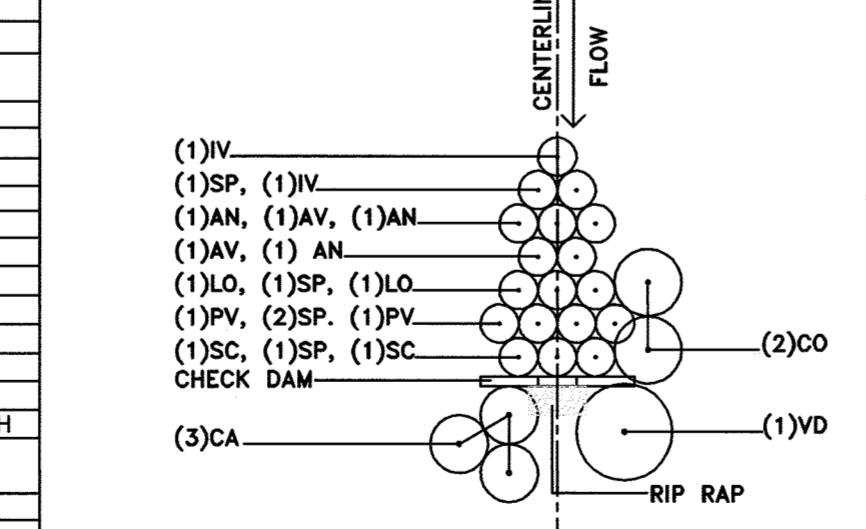 CENTERLIN
FLOW
(1)IV
(1)SP, (1)IV
(1)AN, (1)AV, (1)AN
(1)AV, (1) AN
(1)LO, (1)SP, (1)LO
(1)PV, (2)SP. (1)PV
(1)SC, (1)SP, (1)SC
(2)CO
CHECK DAM
H
(3)CA
(1)VD
RIP RAP